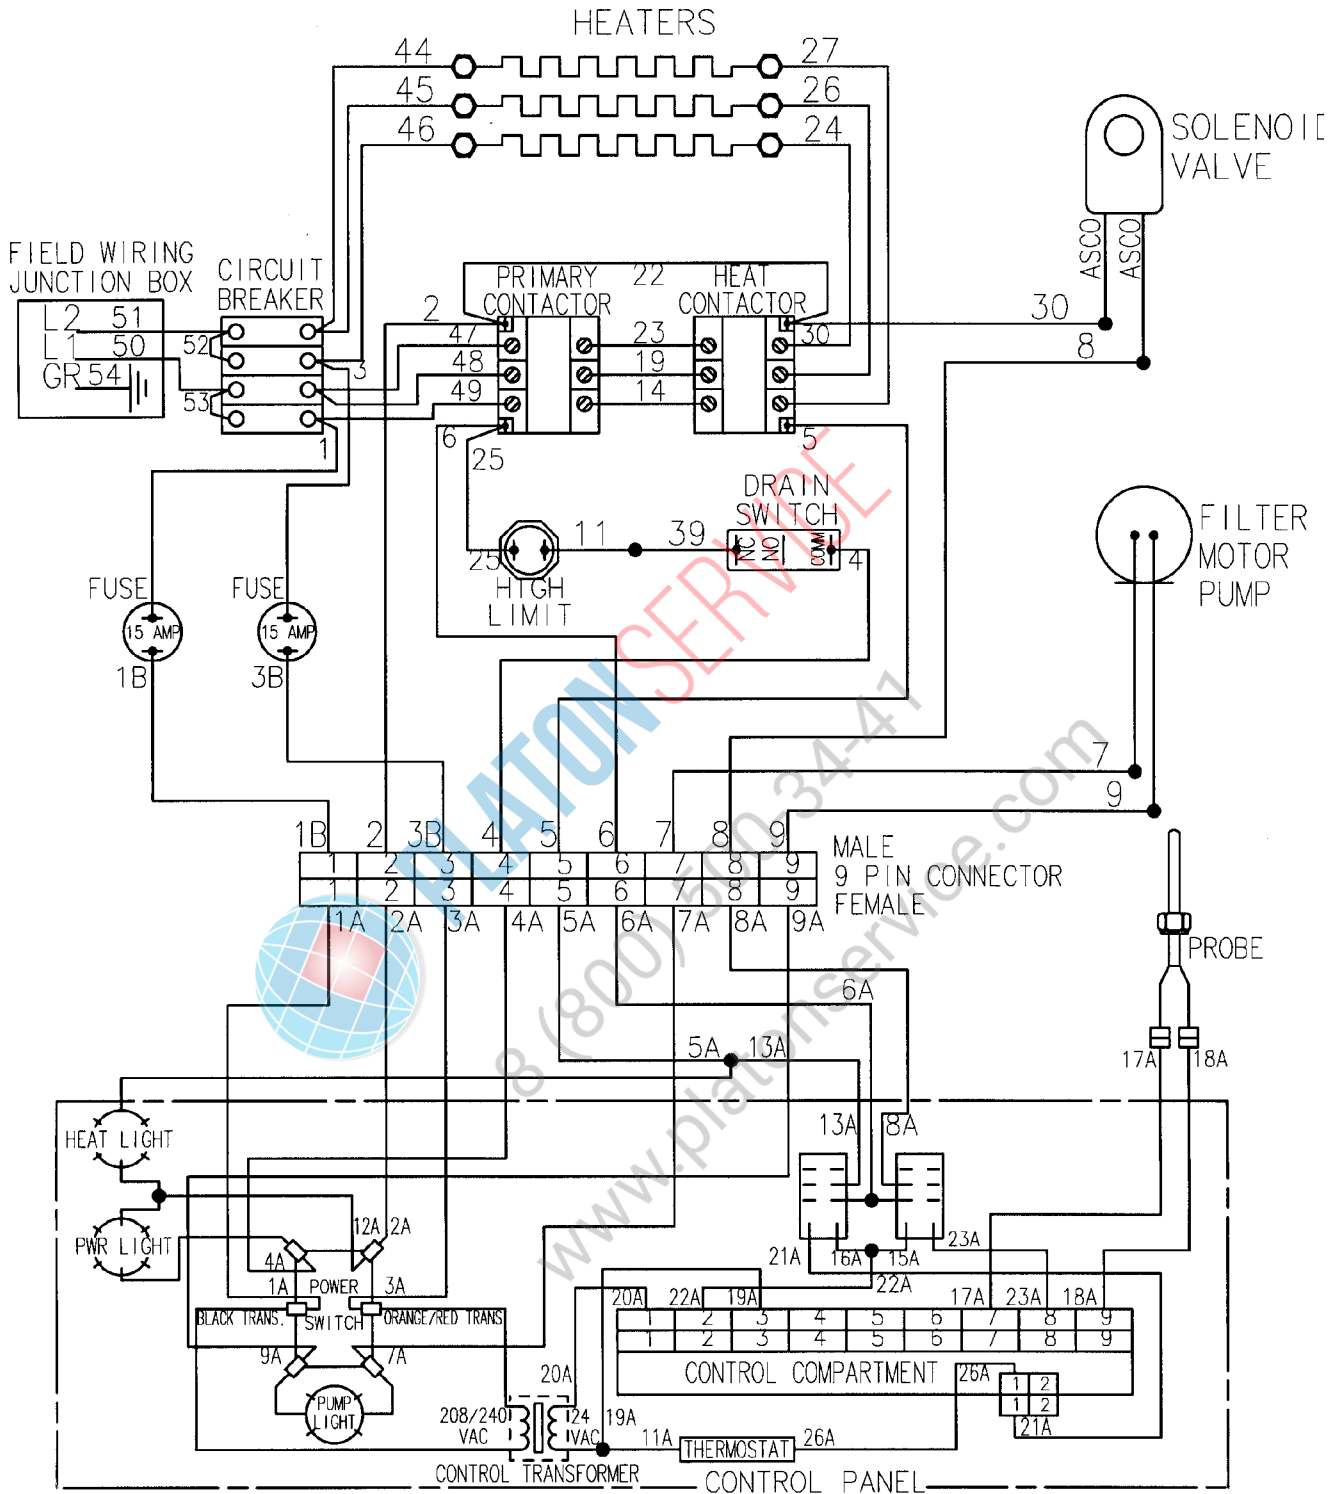 HEATERS
44 27
45 26
46 24
SOLENOID
VALVE
ASCO ASCO
FIELD WIRING
JUNCTION BOX
CIRCUIT
BREAKER
PRIMARY
CONTACTOR
22
HEAT
CONTACTOR
L2 51
L1 50
GR 54
52
53
3
1
2
47
48
49
23
19
14
30
30
8
6
25
5
DRAIN
SWITCH
NC
NO
COMM
4
25
11
39
HIGH
LIMIT
FILTER
MOTOR
PUMP
FUSE
15 AMP
1B
FUSE
15 AMP
3B
7
9
1B 2 3B 4 5 6 7 8 9
1 2 3 4 5 6 7 8 9
1 2 3 4 5 6 7 8 9
1A 2A 3A 4A 5A 6A 7A 8A 9A
MALE
9 PIN CONNECTOR
FEMALE
PROBE
17A 18A
6A
5A 13A
13A 8A
HEAT LIGHT
PWR LIGHT
12A 2A
4A
1A
POWER
SWITCH
3A
BLACK TRANS.
ORANGE/RED TRANS
9A
7A
PUMP
LIGHT
21A 16A 15A 23A
22A
20A 22A 19A 17A 23A 18A
1 2 3 4 5 6 7 8 9
1 2 3 4 5 6 7 8 9
CONTROL COMPARTMENT
26A
1 2
1 2
21A
20A
208/240
VAC
24
VAC
19A
11A
THERMOSTAT
26A
CONTROL TRANSFORMER
CONTROL PANEL
PLATONSERVICE
8 (800) 500-34-41
www.platonservice.com